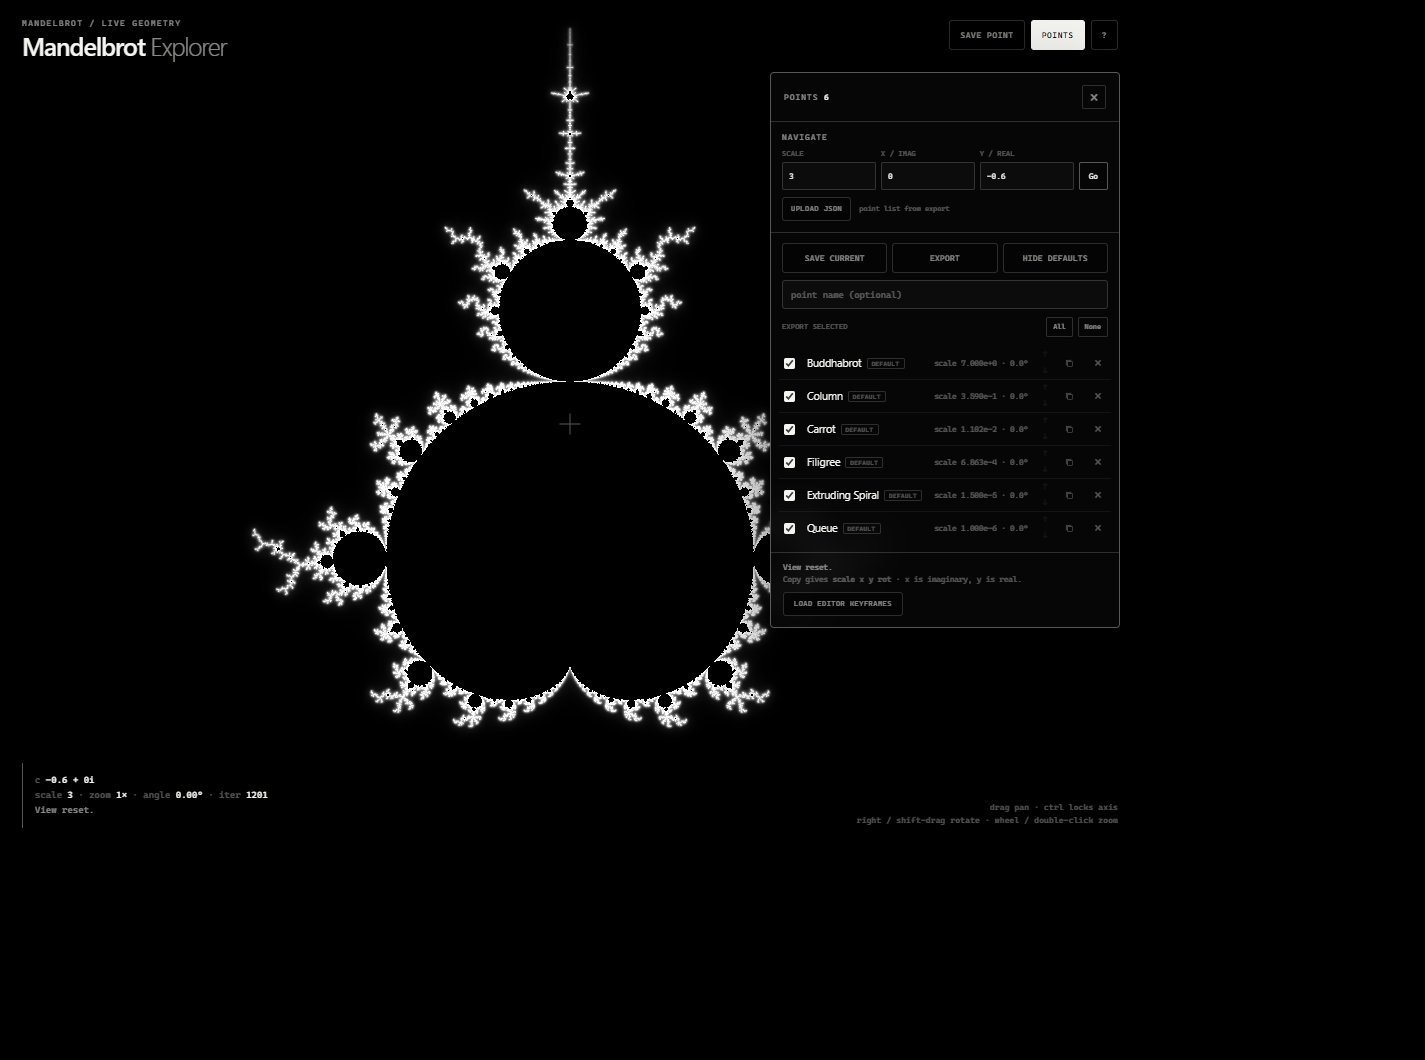 MANDELBROT / LIVE GEOMETRY
Mandelbrot Explorer
SAVE POINT
POINTS
?
POINTS 6
×
NAVIGATE
SCALE
X / IMAG
Y / REAL
3
0
−0.6
Go
UPLOAD JSON
point list from export
SAVE CURRENT
EXPORT
HIDE DEFAULTS
point name (optional)
EXPORT SELECTED
All
None
Buddhabrot DEFAULT scale 7.000e+0 · 0.0° ↑ ↓ ×
Column DEFAULT scale 3.890e−1 · 0.0° ↑ ↓ ×
Carrot DEFAULT scale 1.102e−2 · 0.0° ↑ ↓ ×
Filigree DEFAULT scale 6.863e−4 · 0.0° ↑ ↓ ×
Extruding Spiral DEFAULT scale 1.500e−5 · 0.0° ↑ ↓ ×
Queue DEFAULT scale 1.000e−6 · 0.0° ↑ ↓ ×
View reset.
Copy gives scale x y rot · x is imaginary, y is real.
LOAD EDITOR KEYFRAMES
c −0.6 + 0i
scale 3 · zoom 1× · angle 0.00° · iter 1201
View reset.
drag pan · ctrl locks axis
right / shift-drag rotate · wheel / double-click zoom